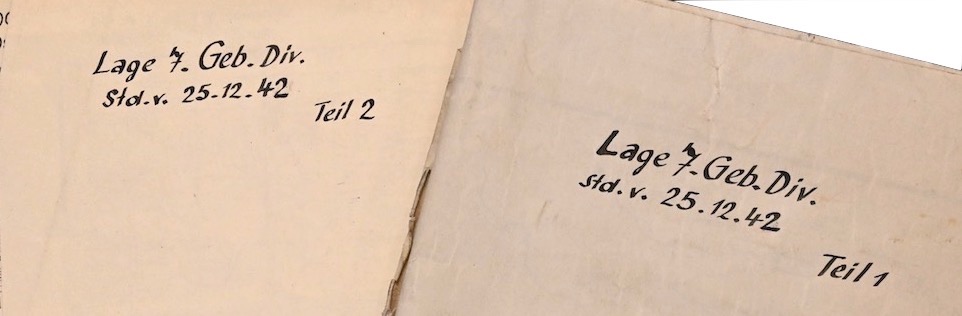 Lage 7. Geb. Div.
Std. v. 25.12.42
Teil 2
Lage 7. Geb. Div.
Std. v. 25.12.42
Teil 1